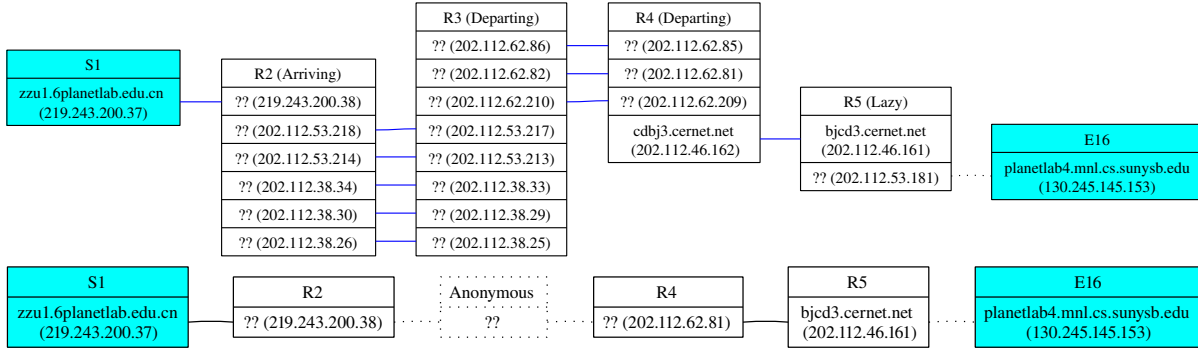 S1
zzu1.6planetlab.edu.cn
(219.243.200.37)
R2 (Arriving)
?? (219.243.200.38)
?? (202.112.53.218)
?? (202.112.53.214)
?? (202.112.38.34)
?? (202.112.38.30)
?? (202.112.38.26)
R3 (Departing)
?? (202.112.62.86)
?? (202.112.62.82)
?? (202.112.62.210)
?? (202.112.53.217)
?? (202.112.53.213)
?? (202.112.38.33)
?? (202.112.38.29)
?? (202.112.38.25)
R4 (Departing)
?? (202.112.62.85)
?? (202.112.62.81)
?? (202.112.62.209)
cdbj3.cernet.net
(202.112.46.162)
R5 (Lazy)
bjcd3.cernet.net
(202.112.46.161)
?? (202.112.53.181)
E16
planetlab4.mnl.cs.sunysb.edu
(130.245.145.153)
S1
zzu1.6planetlab.edu.cn
(219.243.200.37)
R2
?? (219.243.200.38)
Anonymous
??
R4
?? (202.112.62.81)
R5
bjcd3.cernet.net
(202.112.46.161)
E16
planetlab4.mnl.cs.sunysb.edu
(130.245.145.153)